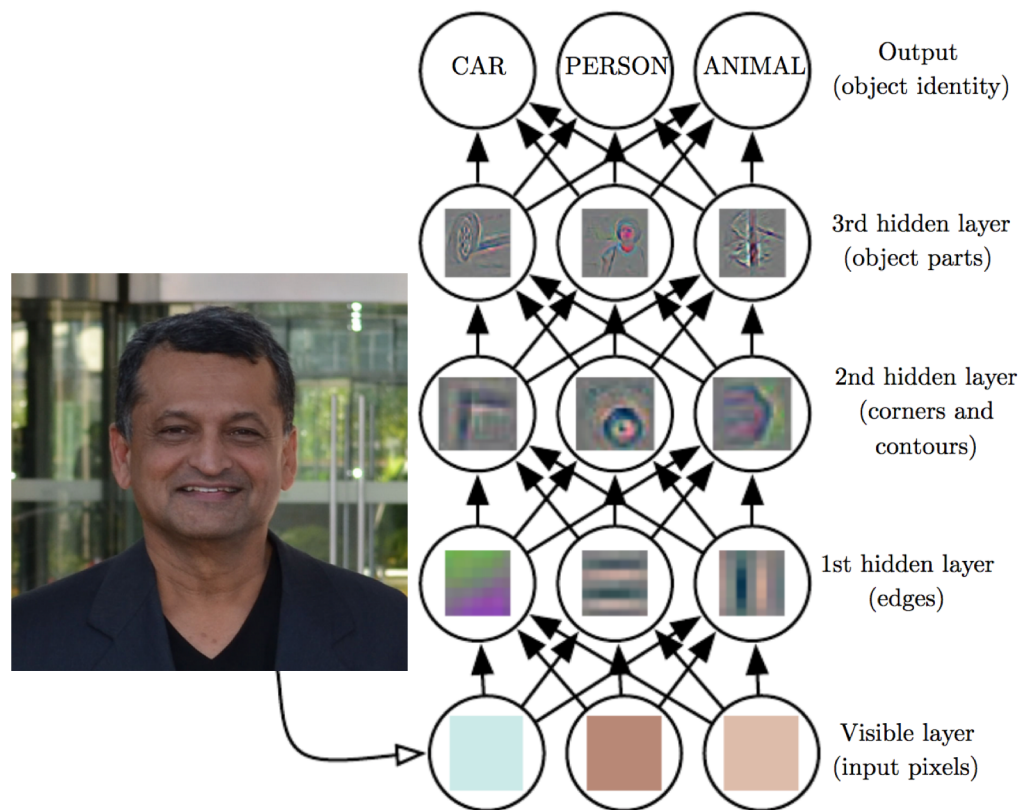 CAR
PERSON
ANIMAL
Output
(object identity)
3rd hidden layer
(object parts)
2nd hidden layer
(corners and
contours)
1st hidden layer
(edges)
Visible layer
(input pixels)